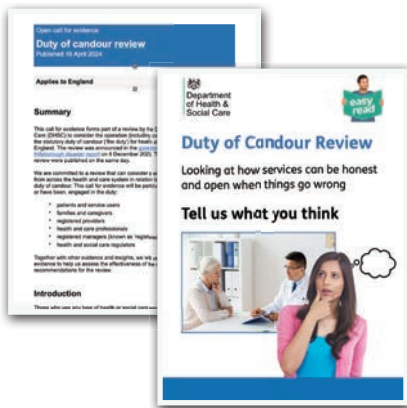 Open call for evidence
Duty of candour review
Published 16 April 2024
Applies to England
Summary
This call for evidence forms part of a review by the D
Care (DHSC) to consider the operation (including
the statutory duty of candour ('the duty') for health
England. The review was announced in the
Hillsborough disaster report on 6 December 2023. T
review were published on the same day.
We are committed to a review that can consider a
from across the health and care system in relation
duty of candour. This call for evidence will be
or have been, engaged in the duty:
• patients and service users
• families and caregivers
• registered providers
• health and care professionals
• registered managers (known as
• health and social care regulators
Together with other evidence and insights, we
evidence to help us assess the effectiveness of
recommendations for the review.
Introduction
Those who use any type of health or social care
Department
of Health &
Social Care
easy
read
Duty of Candour Review
Looking at how services can be honest
and open when things go wrong
Tell us what you think